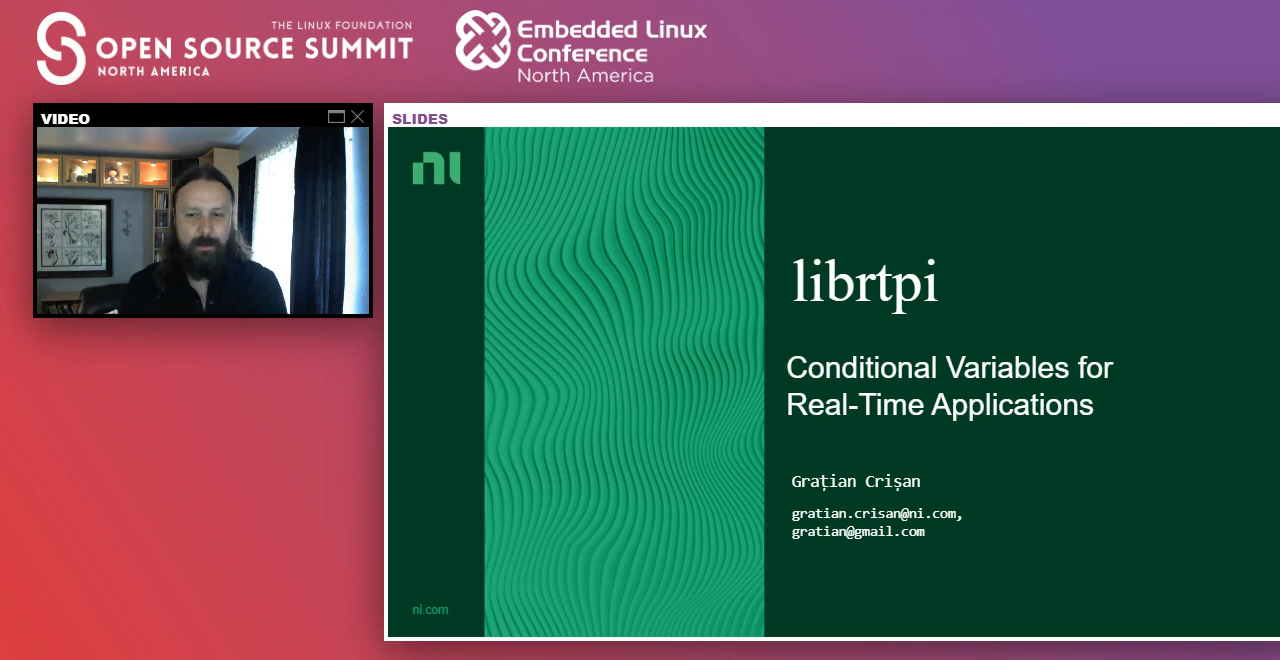 THE LINUX FOUNDATION
OPEN SOURCE SUMMIT
NORTH AMERICA
Embedded Linux
Conference
North America
VIDEO
SLIDES
ni
librtpi
Conditional Variables for
Real-Time Applications
Grațian Crișan
gratian.crisan@ni.com,
gratian@gmail.com
ni.com